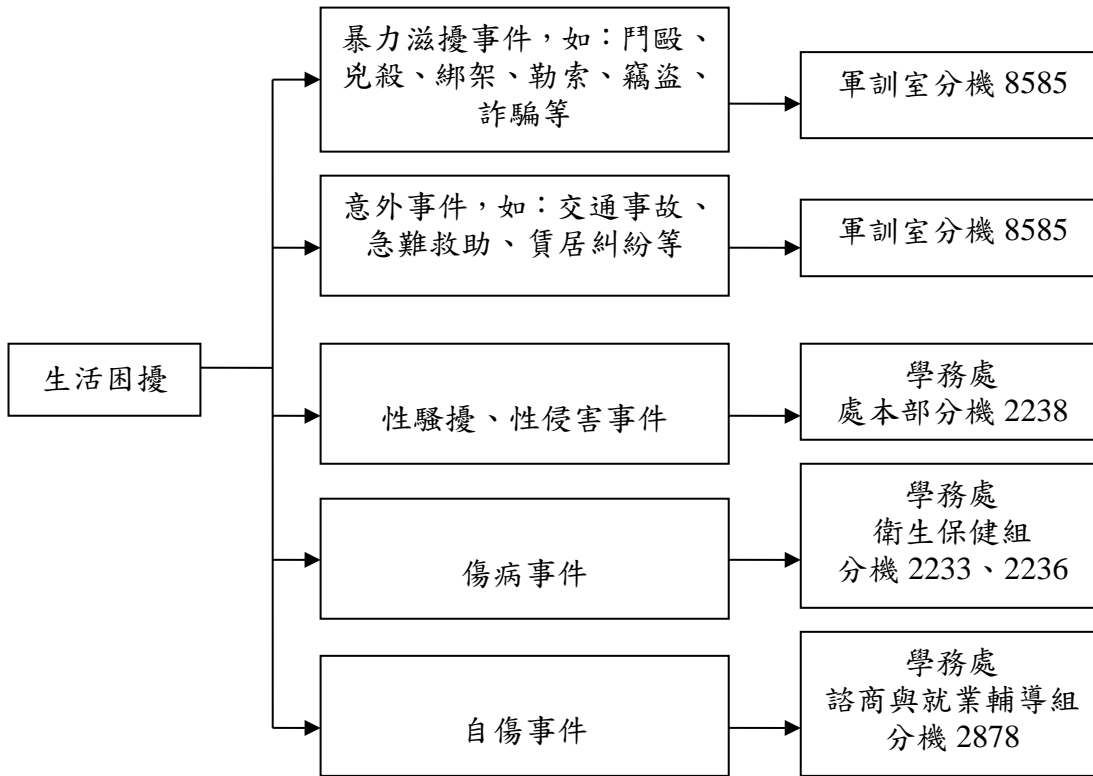 暴力滋擾事件，如：鬥毆、
兇殺、綁架、勒索、竊盜、
詐騙等
軍訓室分機 8585
意外事件，如：交通事故、
急難救助、賃居糾紛等
軍訓室分機 8585
生活困擾
性騷擾、性侵害事件
學務處
處本部分機 2238
傷病事件
學務處
衛生保健組
分機 2233、2236
自傷事件
學務處
諮商與就業輔導組
分機 2878